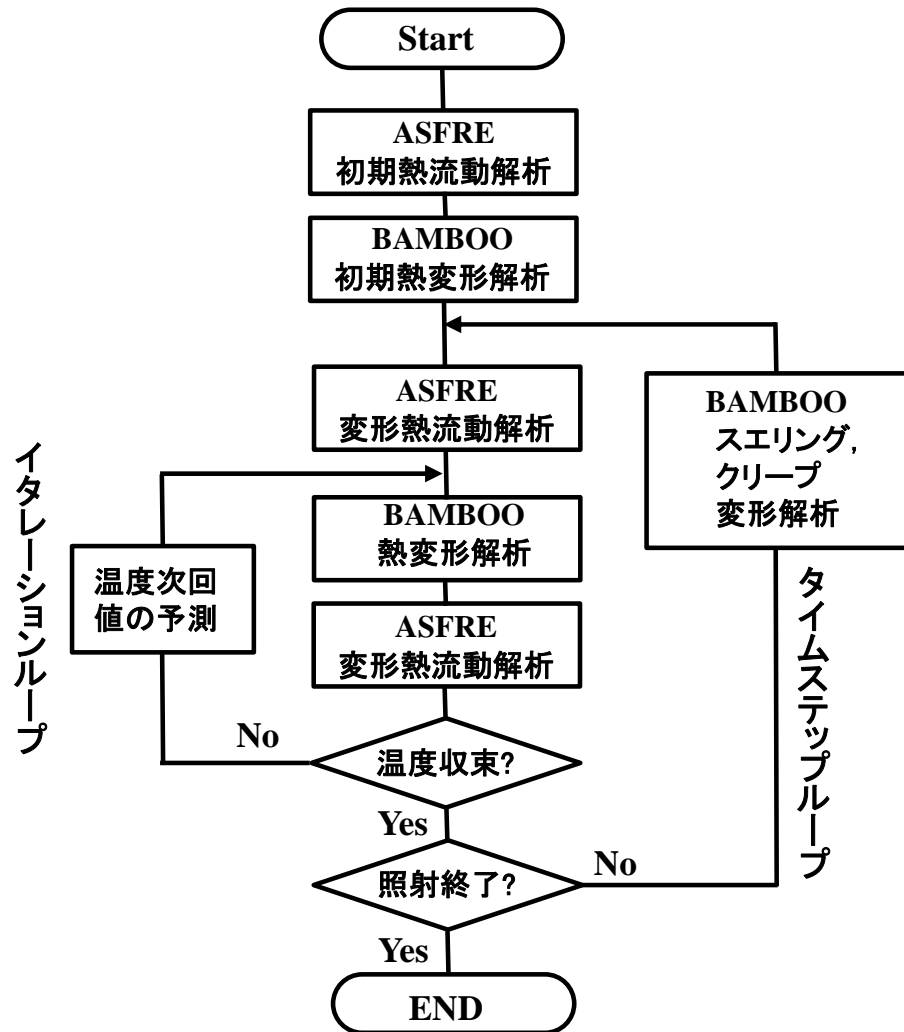 Start
ASFRE
初期熱流動解析
BAMBOO
初期熱変形解析
ASFRE
変形熱流動解析
BAMBOO
スエリング,
クリープ
変形解析
イタレーションループ
BAMBOO
熱変形解析
温度次回
値の予測
タイムステップループ
ASFRE
変形熱流動解析
No
温度収束?
Yes
No
照射終了?
Yes
END